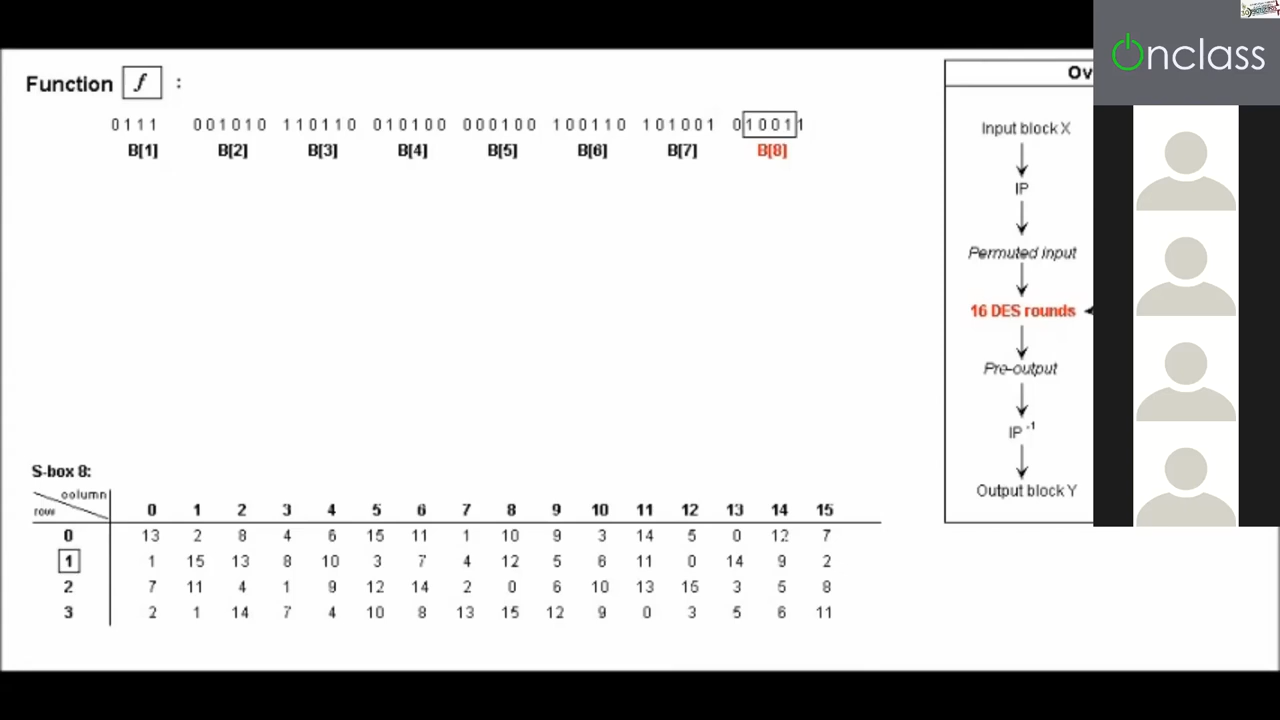 Onclass
Function f :
0111 001010 110110 010100 000100 100110 101001 010011
B[1] B[2] B[3] B[4] B[5] B[6] B[7] B[8]
Ov
Input block X
IP
Permuted input
16 DES rounds
Pre-output
IP -1
Output block Y
S-box 8:
column
row
0 1 2 3 4 5 6 7 8 9 10 11 12 13 14 15
0 13 2 8 4 6 15 11 1 10 9 3 14 5 0 12 7
1 1 15 13 8 10 3 7 4 12 5 6 11 0 14 9 2
2 7 11 4 1 9 12 14 2 0 6 10 13 15 3 5 8
3 2 1 14 7 4 10 8 13 15 12 9 0 3 5 6 11